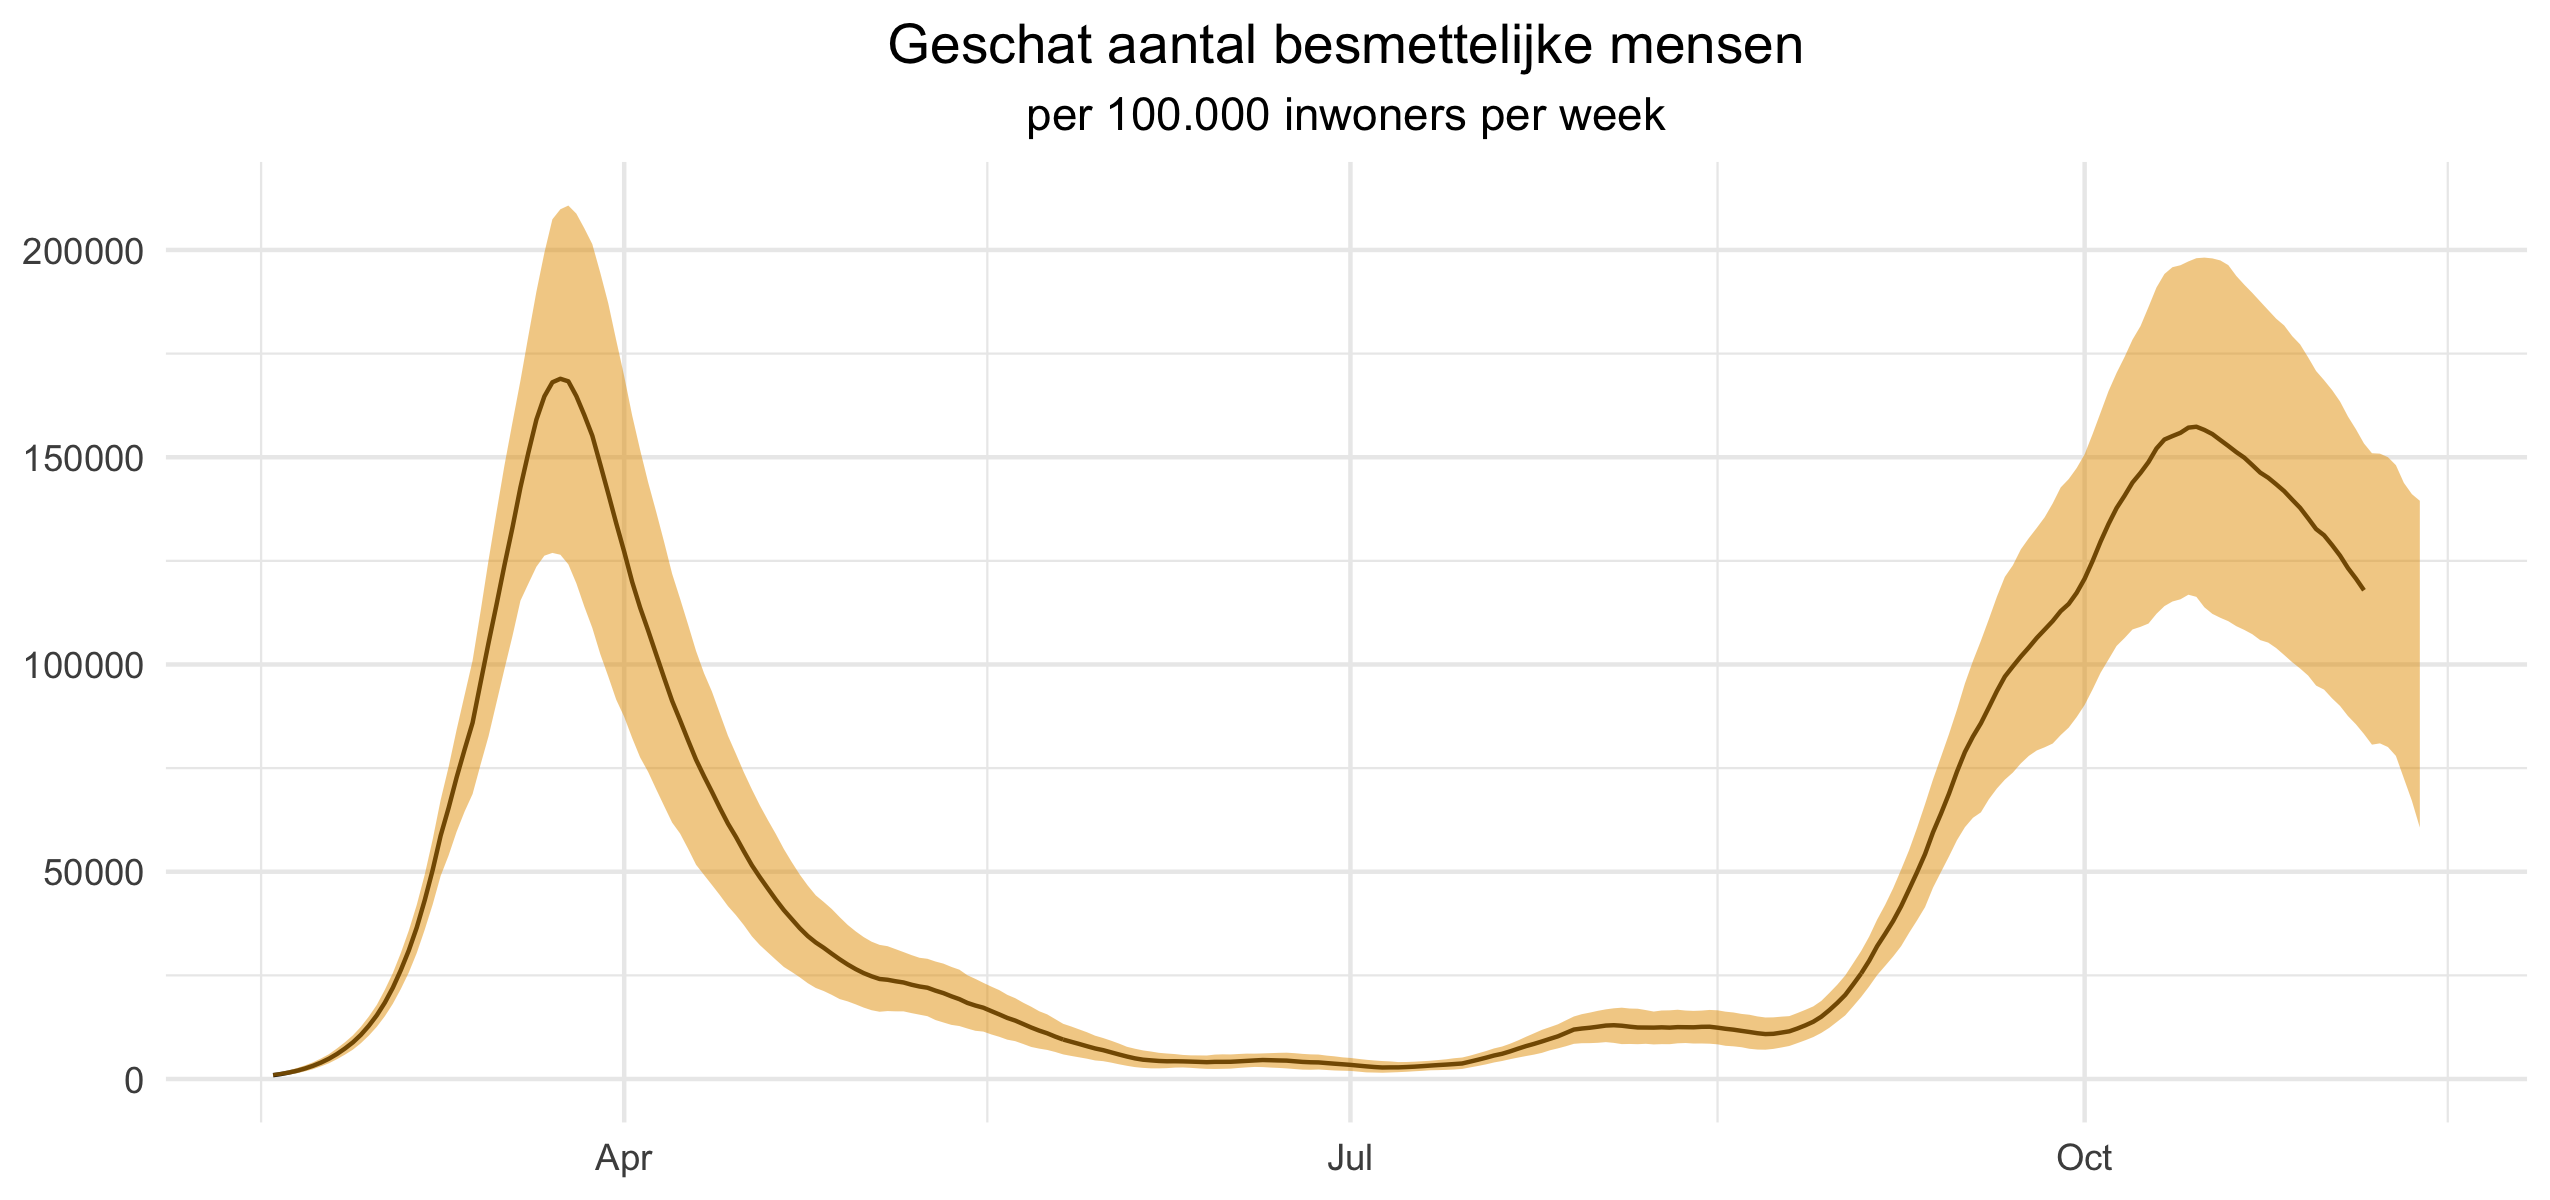 Geschat aantal besmettelijke mensen
per 100.000 inwoners per week
200000
150000
100000
50000
0
Apr Jul Oct